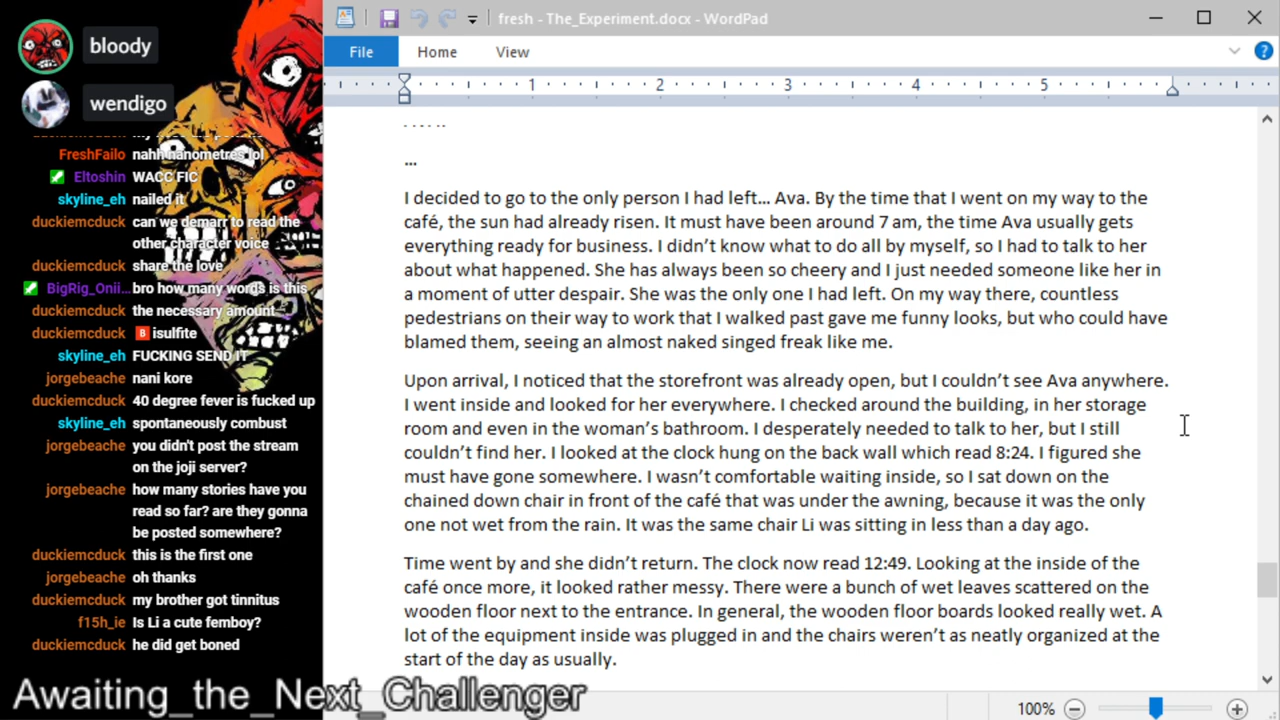 bloody
wendigo
FreshFailo nahh nanometres lol
Eltoshin WACC FIC
skyline_eh nailed it
duckiemcduck can we demarr to read the
other character voice
duckiemcduck share the love
BigRig_Onii... bro how many words is this
duckiemcduck the necessary amount
duckiemcduck B isulfite
skyline_eh FUCKING SEND IT
jorgebeache nani kore
duckiemcduck 40 degree fever is fucked up
skyline_eh spontaneously combust
jorgebeache you didn't post the stream
on the joji server?
jorgebeache how many stories have you
read so far? are they gonna
be posted somewhere?
duckiemcduck this is the first one
jorgebeache oh thanks
duckiemcduck my brother got tinnitus
f15h_ie Is Li a cute femboy?
duckiemcduck he did get boned
Awaiting_the_Next_Challenger
fresh - The_Experiment.docx - WordPad
File Home View
1 2 3 4 5
...
I decided to go to the only person I had left... Ava. By the time that I went on my way to the
café, the sun had already risen. It must have been around 7 am, the time Ava usually gets
everything ready for business. I didn't know what to do all by myself, so I had to talk to her
about what happened. She has always been so cheery and I just needed someone like her in
a moment of utter despair. She was the only one I had left. On my way there, countless
pedestrians on their way to work that I walked past gave me funny looks, but who could have
blamed them, seeing an almost naked singed freak like me.
Upon arrival, I noticed that the storefront was already open, but I couldn't see Ava anywhere.
I went inside and looked for her everywhere. I checked around the building, in her storage
room and even in the woman's bathroom. I desperately needed to talk to her, but I still
couldn't find her. I looked at the clock hung on the back wall which read 8:24. I figured she
must have gone somewhere. I wasn't comfortable waiting inside, so I sat down on the
chained down chair in front of the café that was under the awning, because it was the only
one not wet from the rain. It was the same chair Li was sitting in less than a day ago.
Time went by and she didn't return. The clock now read 12:49. Looking at the inside of the
café once more, it looked rather messy. There were a bunch of wet leaves scattered on the
wooden floor next to the entrance. In general, the wooden floor boards looked really wet. A
lot of the equipment inside was plugged in and the chairs weren't as neatly organized at the
start of the day as usually.
100%